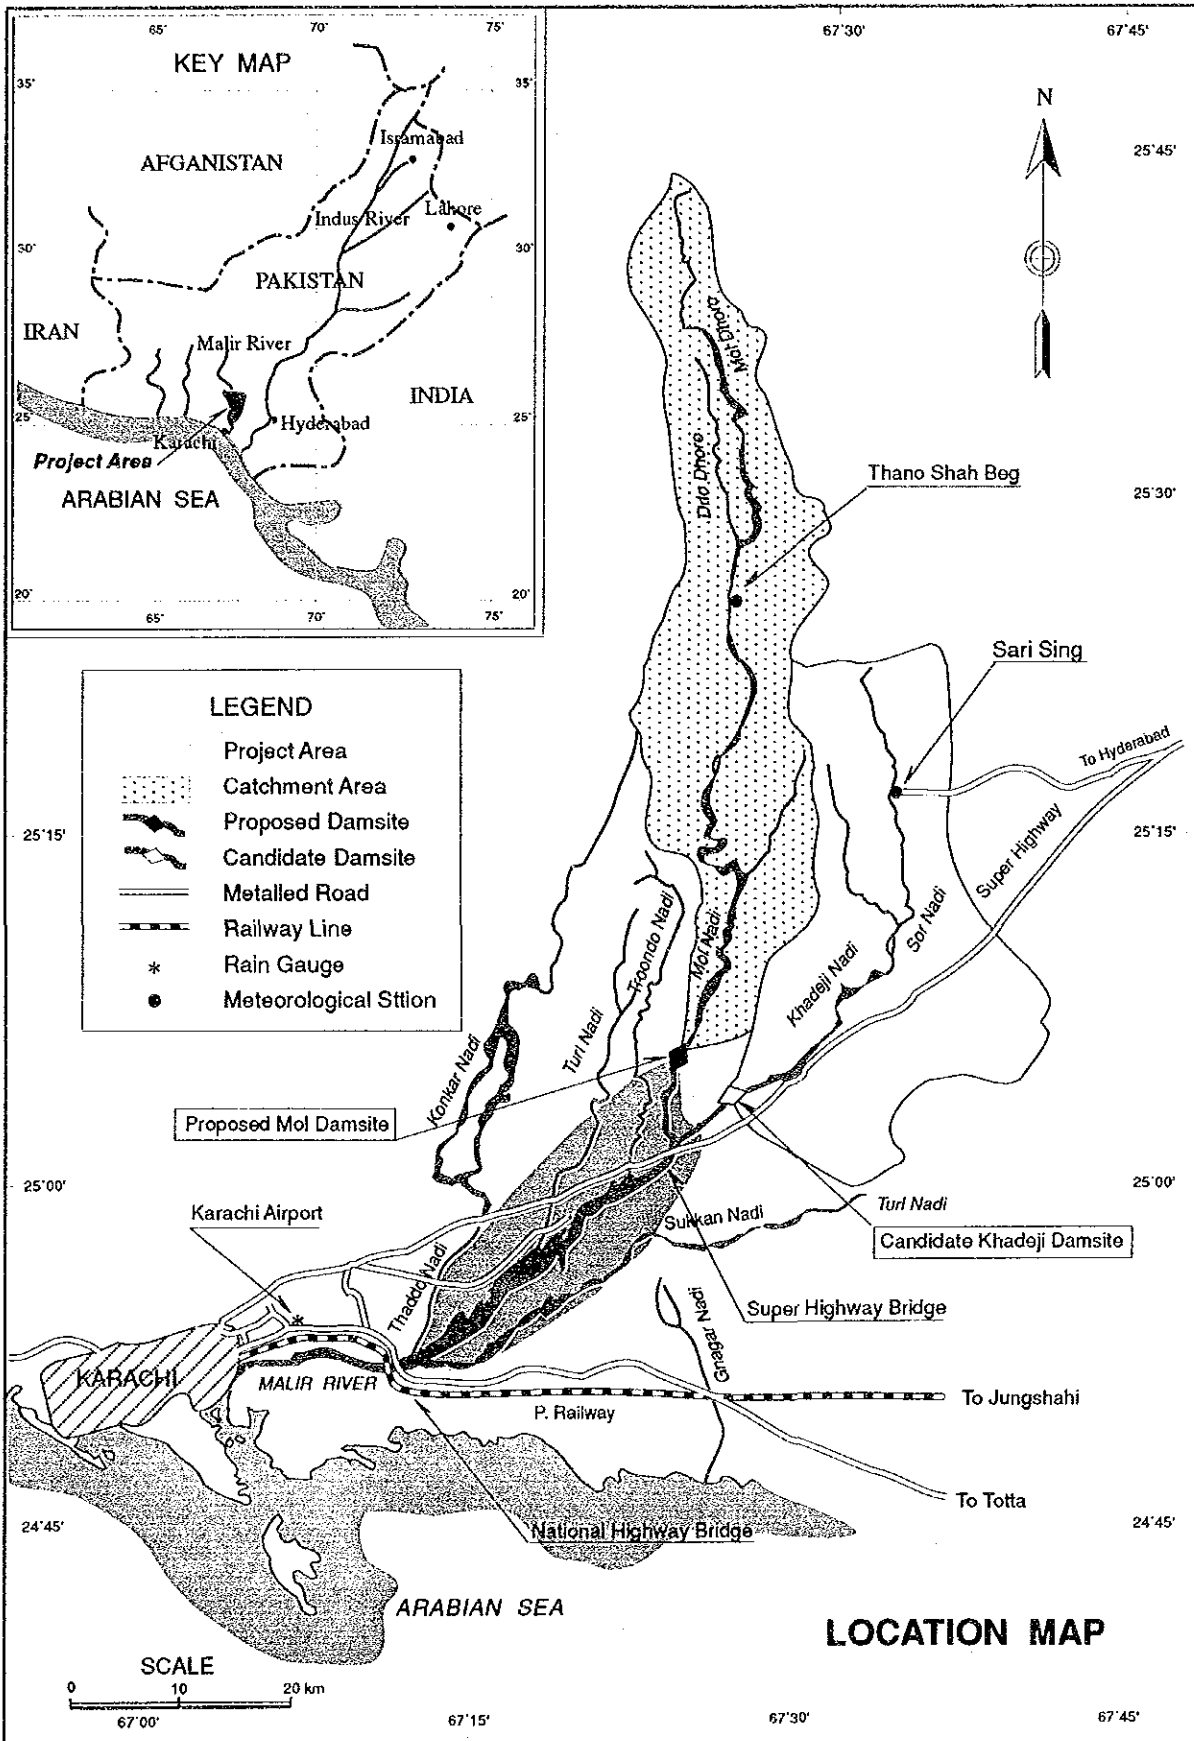 65°
70°
75°
67°30'
67°45'
KEY MAP
35°
35°
N
Isramabad
25°45'
AFGANISTAN
Indus River
Lahore
30°
30°
PAKISTAN
IRAN
Malir River
INDIA
25°
25°
Karachi
Hyderabad
Project Area
ARABIAN SEA
20°
20°
65°
70°
75°
Mol Dhoro
Thano Shah Beg
25°30'
Sari Sing
To Hyderabad
LEGEND
Project Area
Catchment Area
Proposed Damsite
Candidate Damsite
Metalled Road
Railway Line
Rain Gauge
Meteorological Sttion
25°15'
25°15'
Super Highway
Sor Nadi
Mol Nadi
Troondo Nadi
Khadeji Nadi
Turi Nadi
Konkar Nadi
Proposed Mol Damsite
25°00'
25°00'
Karachi Airport
Turi Nadi
Sukkan Nadi
Candidate Khadeji Damsite
Thaddo Nadi
Super Highway Bridge
Gnagar Nadi
KARACHI
MALIR RIVER
P. Railway
To Jungshahi
To Totta
24°45'
24°45'
National Highway Bridge
ARABIAN SEA
LOCATION MAP
SCALE
0 10 20 km
67°00'
67°15'
67°30'
67°45'